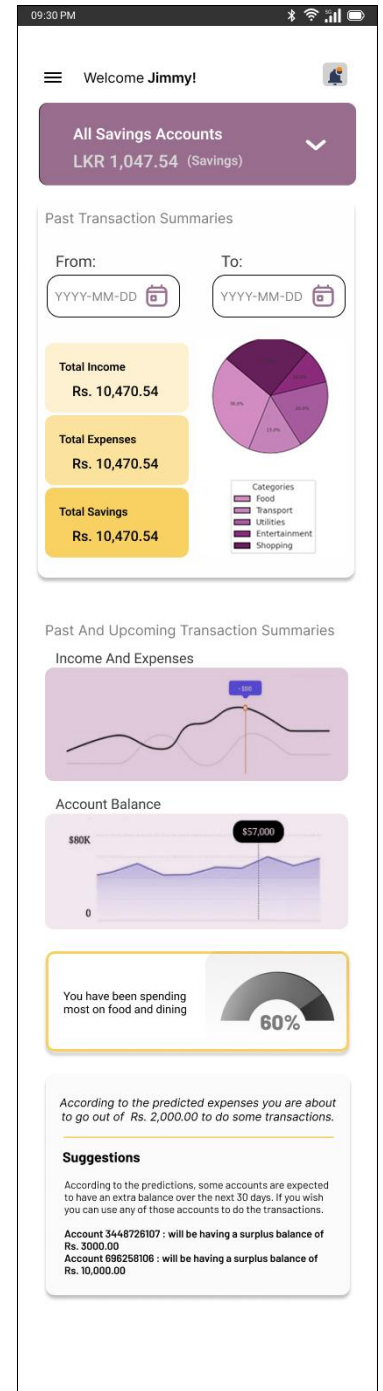 09:30 PM
5G
Welcome Jimmy!
All Savings Accounts
LKR 1,047.54 (Savings)
Past Transaction Summaries
From:
To:
YYYY-MM-DD
YYYY-MM-DD
Total Income
Rs. 10,470.54
Total Expenses
Rs. 10,470.54
Total Savings
Rs. 10,470.54
30.0%
Categories
Food
Transport
Utilities
Entertainment
Shopping
Past And Upcoming Transaction Summaries
Income And Expenses
-$86
Account Balance
$80K
$57,000
0
You have been spending
most on food and dining
60%
According to the predicted expenses you are about
to go out of Rs. 2,000.00 to do some transactions.
Suggestions
According to the predictions, some accounts are expected
to have an extra balance over the next 30 days. If you wish
you can use any of those accounts to do the transactions.
Account 3448726107 : will be having a surplus balance of
Rs. 3000.00
Account 696258106 : will be having a surplus balance of
Rs. 10,000.00